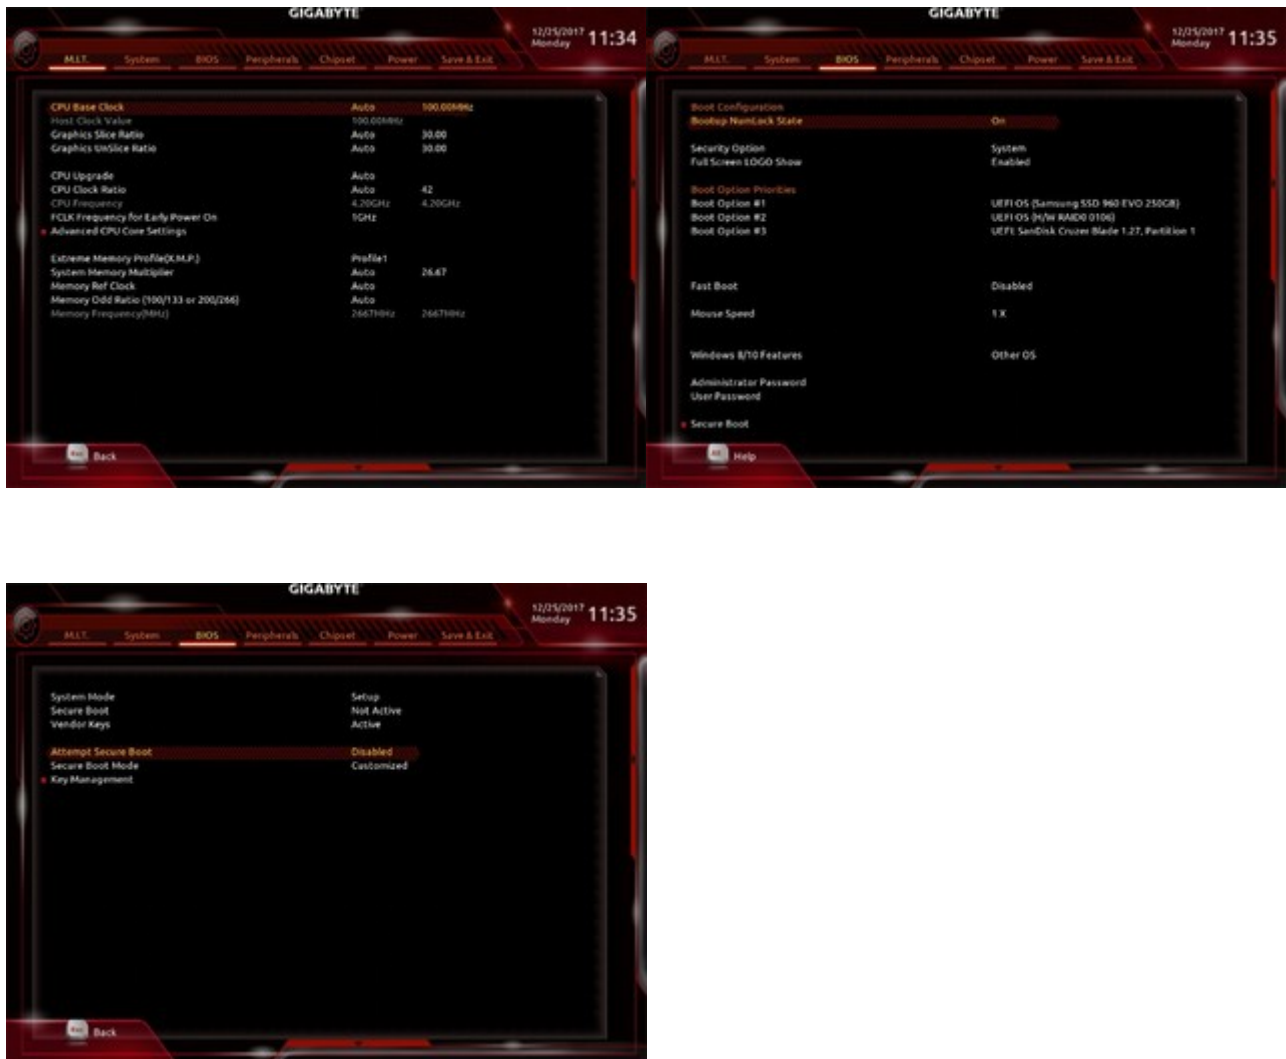 GIGABYTE
12/25/2017 11:34
Monday
M.I.T. System BIOS Peripherals Chipset Power Save & Exit
CPU Base Clock Auto 100.00MHz
Host Clock Value 100.00MHz
Graphics Slice Ratio Auto 30.00
Graphics UnSlice Ratio Auto 30.00
CPU Upgrade Auto
CPU Clock Ratio Auto 42
CPU Frequency 4.20GHz 4.20GHz
FCLK Frequency for Early Power On 1GHz
Advanced CPU Core Settings
Extreme Memory Profile(X.M.P.) Profile1
System Memory Multiplier Auto 26.67
Memory Ref Clock Auto
Memory Odd Ratio (100/133 or 200/266) Auto
Memory Frequency(MHz) 2667MHz 2667MHz
Esc Back
GIGABYTE
12/25/2017 11:35
Monday
M.I.T. System BIOS Peripherals Chipset Power Save & Exit
Boot Configuration
Bootup NumLock State On
Security Option System
Full Screen LOGO Show Enabled
Boot Option Priorities
Boot Option #1 UEFI OS (Samsung SSD 960 EVO 250GB)
Boot Option #2 UEFI OS (H/W RAID0 0106)
Boot Option #3 UEFI: SanDisk Cruzer Blade 1.27, Partition 1
Fast Boot Disabled
Mouse Speed 1 X
Windows 8/10 Features Other OS
Administrator Password
User Password
Secure Boot
Help
GIGABYTE
12/25/2017 11:35
Monday
M.I.T. System BIOS Peripherals Chipset Power Save & Exit
System Mode Setup
Secure Boot Not Active
Vendor Keys Active
Attempt Secure Boot Disabled
Secure Boot Mode Customized
Key Management
Esc Back